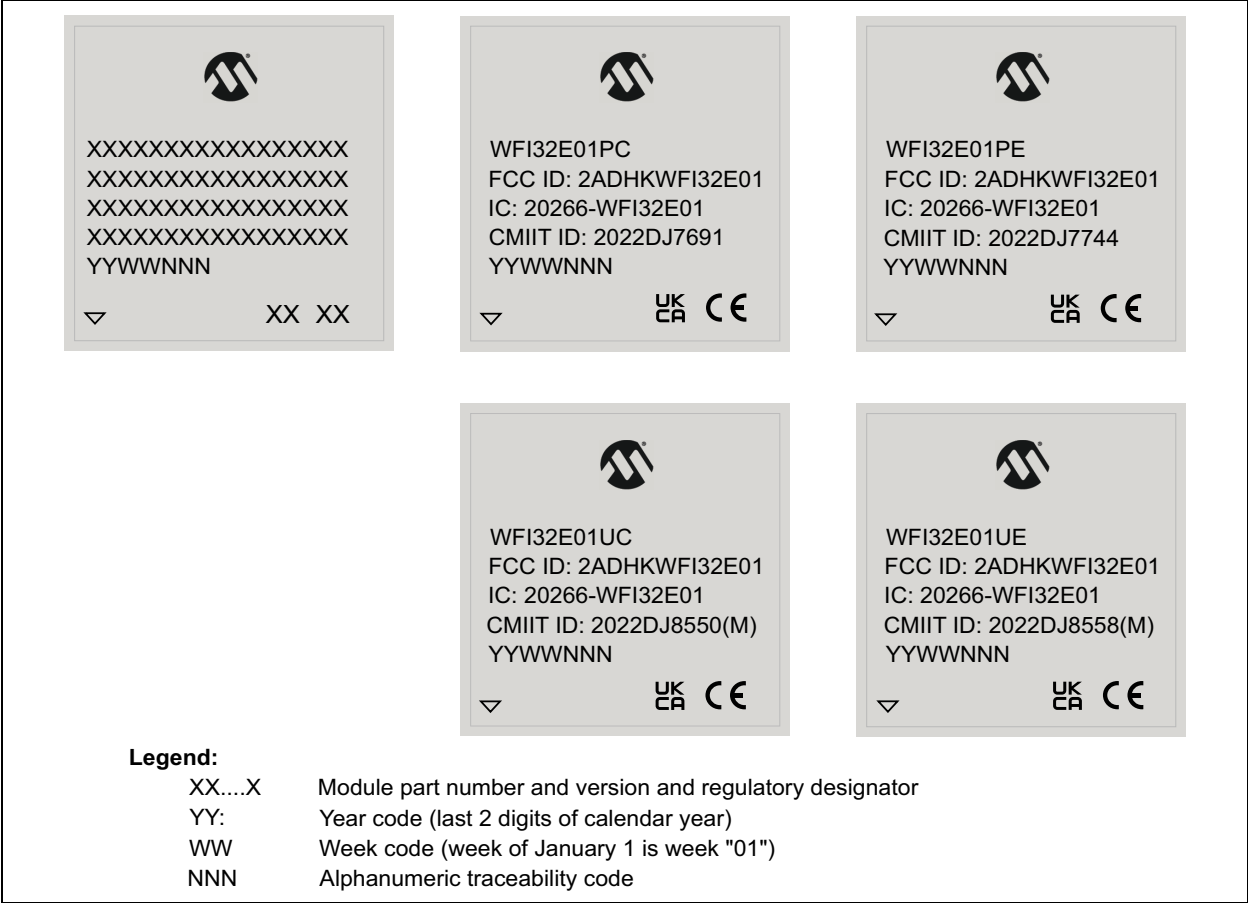 XXXXXXXXXXXXXXXXX
XXXXXXXXXXXXXXXXX
XXXXXXXXXXXXXXXXX
XXXXXXXXXXXXXXXXX
YYWWNNN
XX XX
WFI32E01PC
FCC ID: 2ADHKWFI32E01
IC: 20266-WFI32E01
CMIIT ID: 2022DJ7691
YYWWNNN
UK
CA CE
WFI32E01PE
FCC ID: 2ADHKWFI32E01
IC: 20266-WFI32E01
CMIIT ID: 2022DJ7744
YYWWNNN
UK
CA CE
WFI32E01UC
FCC ID: 2ADHKWFI32E01
IC: 20266-WFI32E01
CMIIT ID: 2022DJ8550(M)
YYWWNNN
UK
CA CE
WFI32E01UE
FCC ID: 2ADHKWFI32E01
IC: 20266-WFI32E01
CMIIT ID: 2022DJ8558(M)
YYWWNNN
UK
CA CE
Legend:
XX....X Module part number and version and regulatory designator
YY: Year code (last 2 digits of calendar year)
WW Week code (week of January 1 is week "01")
NNN Alphanumeric traceability code